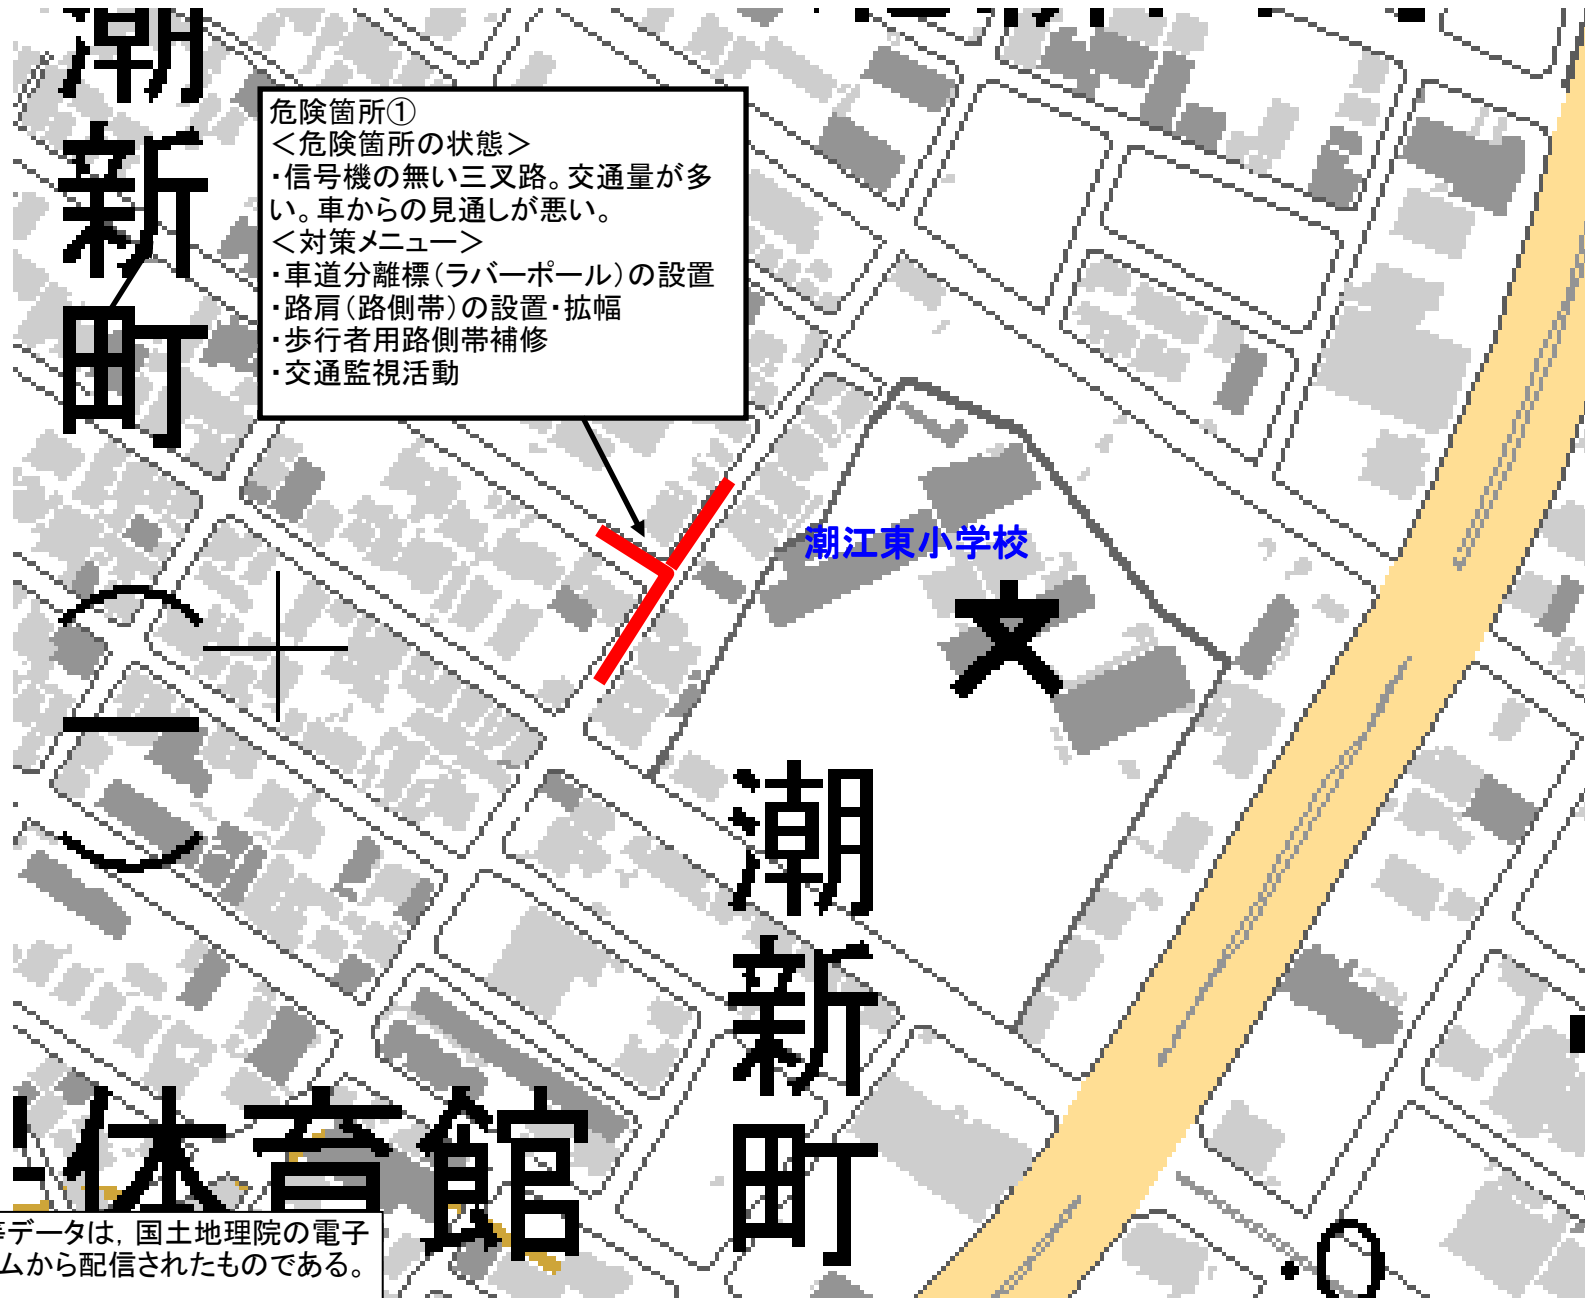 潮新町
危険箇所①
＜危険箇所の状態＞
・信号機の無い三叉路。交通量が多
い。車からの見通しが悪い。
＜対策メニュー＞
・車道分離標（ラバーポール）の設置
・路肩（路側帯）の設置・拡幅
・歩行者用路側帯補修
・交通監視活動
潮江東小学校
文
（一）
潮新町
体育館
等データは，国土地理院の電子
ムから配信されたものである。